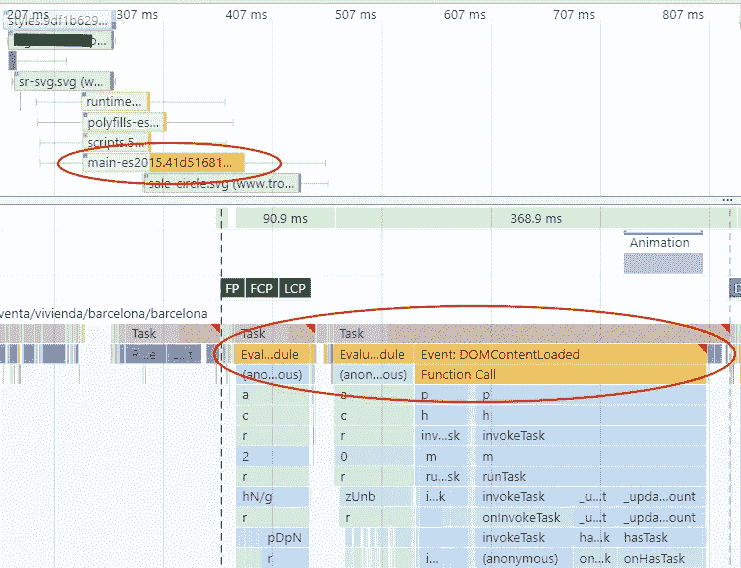 207 ms 307 ms 407 ms 507 ms 607 ms 707 ms 807 ms
styles.9df1b629...
sr-svg.svg (w...
runtime...
polyfills-es...
scripts.5...
main-es2015.41d51681...
sale-circle.svg (www.tro...
...
90.9 ms 368.9 ms
Animation
FP FCP LCP
venta/vivienda/barcelona/barcelona
Task Task Task
Eval...dule Evalu...dule Event: DOMContentLoaded
(ano...ous) (anon...ous) Function Call
a a p p
c c h h
r r inv...sk invokeTask
2 0 m m
r r ru...sk runTask
hN/g zUnb i...k invokeTask _u...t _upda...ount
r r onInvokeTask _u...t _upda...ount
pDpN invokeTask ha...k hasTask
r i... (anonymous) on...k onHasTask